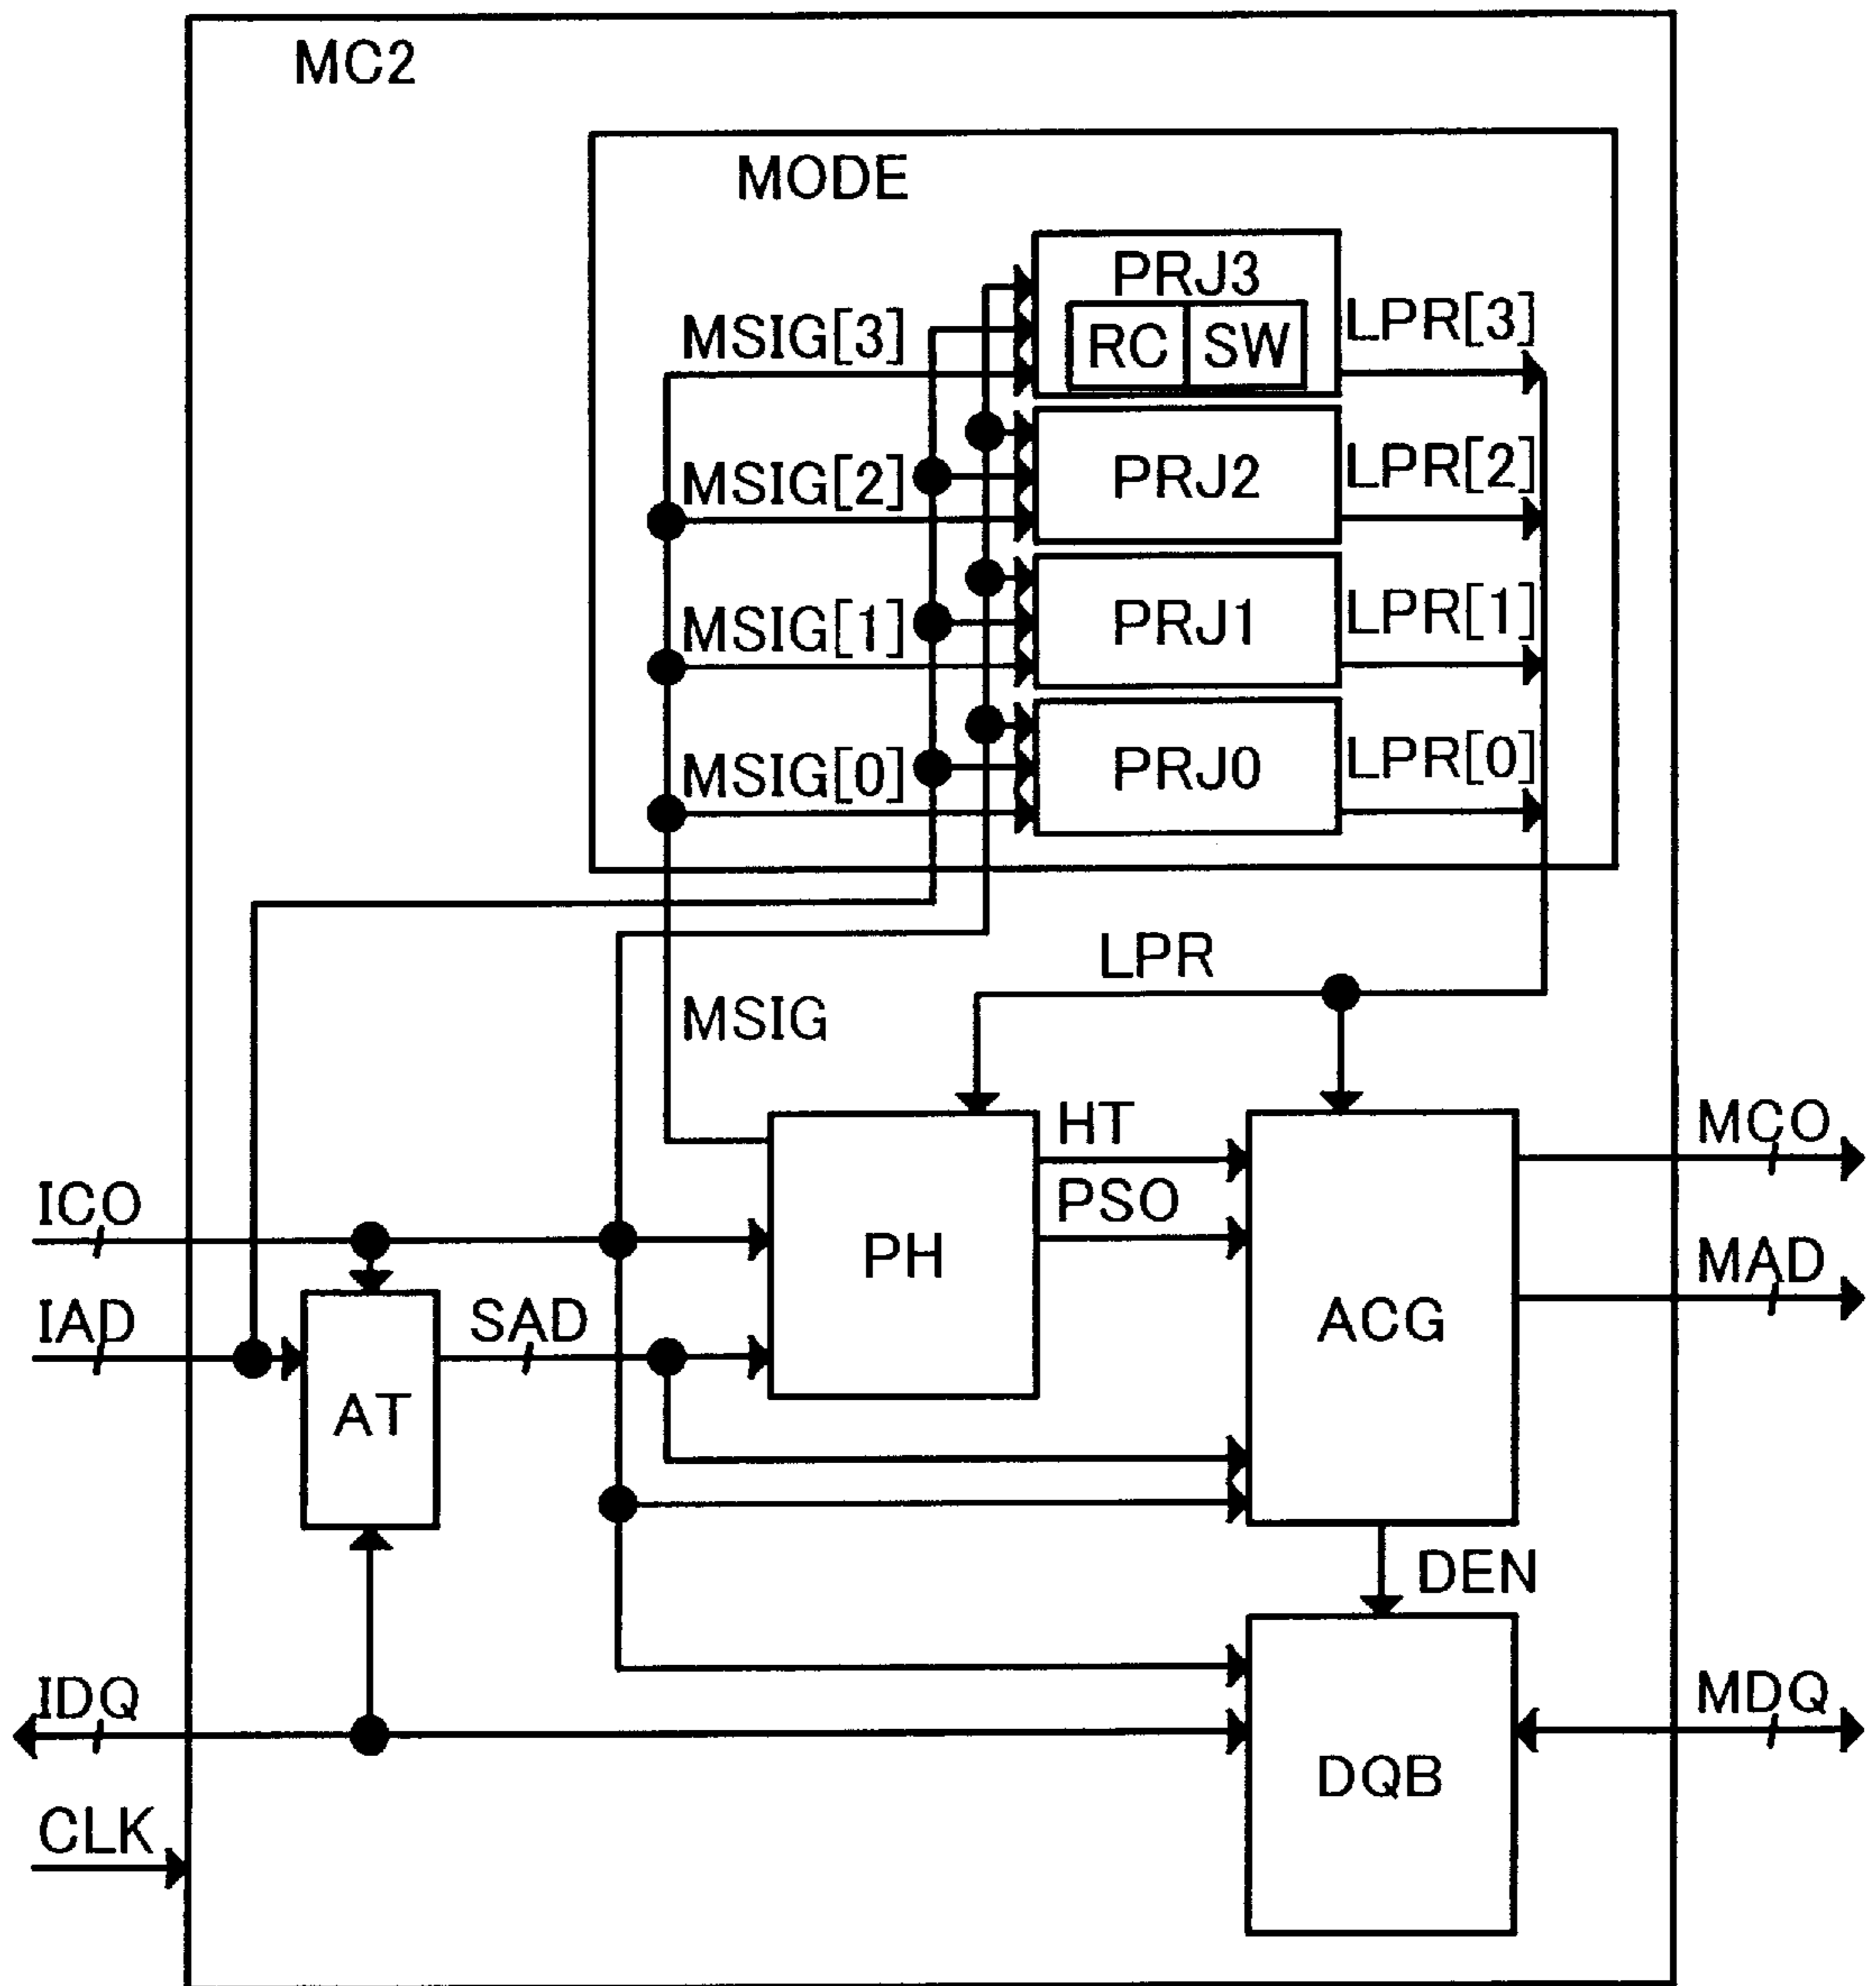 MC2
MODE
PRJ3
RC SW
MSIG[3]
LPR[3]
MSIG[2]
PRJ2
LPR[2]
MSIG[1]
PRJ1
LPR[1]
MSIG[0]
PRJ0
LPR[0]
LPR
MSIG
HT
MCO
ICO
PSO
PH
MAD
IAD
SAD
ACG
AT
DEN
IDQ
MDQ
DQB
CLK